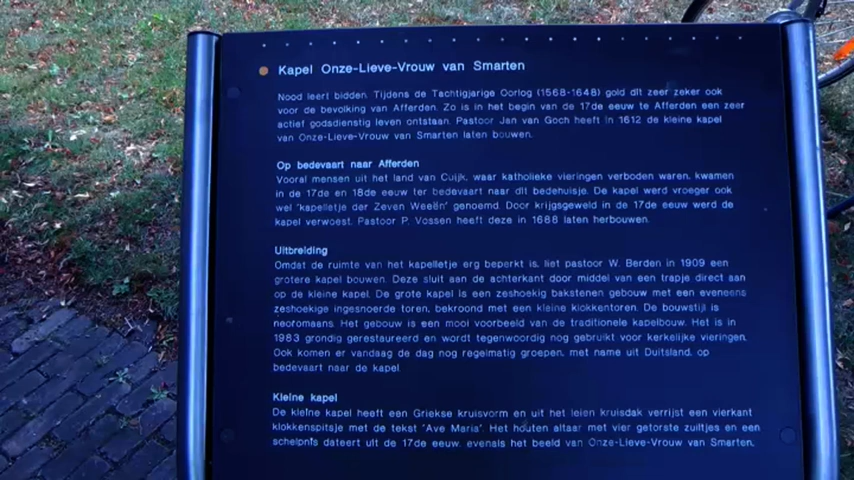 Kapel Onze-Lieve-Vrouw van Smarten
Nood leert bidden. Tijdens de Tachtigjarige Oorlog (1568-1648) gold dit zeer zeker ook
voor de bevolking van Afferden. Zo is in het begin van de 17de eeuw te Afferden een zeer
actief godsdienstig leven ontstaan. Pastoor Jan van Goch heeft in 1612 de kleine kapel
van Onze-Lieve-Vrouw van Smarten laten bouwen.
Op bedevaart naar Afferden
Vooral mensen uit het land van Cuijk, waar katholieke vieringen verboden waren, kwamen
in de 17de en 18de eeuw ter bedevaart naar dit bedehuisje. De kapel werd vroeger ook
wel 'kapelletje der Zeven Weeën' genoemd. Door krijgsgeweld in de 17de eeuw werd de
kapel verwoest. Pastoor P. Vossen heeft deze in 1688 laten herbouwen.
Uitbreiding
Omdat de ruimte van het kapelletje erg beperkt is, liet pastoor W. Berden in 1909 een
grotere kapel bouwen. Deze sluit aan de achterkant door middel van een trapje direct aan
op de kleine kapel. De grote kapel is een zeshoekig bakstenen gebouw met een eveneens
zeshoekige ingesnoerde toren, bekroond met een kleine klokkentoren. De bouwstijl is
neoromaans. Het gebouw is een mooi voorbeeld van de traditionele kapelbouw. Het is in
1983 grondig gerestaureerd en wordt tegenwoordig nog gebruikt voor kerkelijke vieringen.
Ook komen er vandaag de dag nog regelmatig groepen, met name uit Duitsland, op
bedevaart naar de kapel.
Kleine kapel
De kleine kapel heeft een Griekse kruisvorm en uit het leien kruisdak verrijst een vierkant
klokkenspitsje met de tekst 'Ave Maria'. Het houten altaar met vier getorste zuiltjes en een
schelpnis dateert uit de 17de eeuw, evenals het beeld van Onze-Lieve-Vrouw van Smarten.